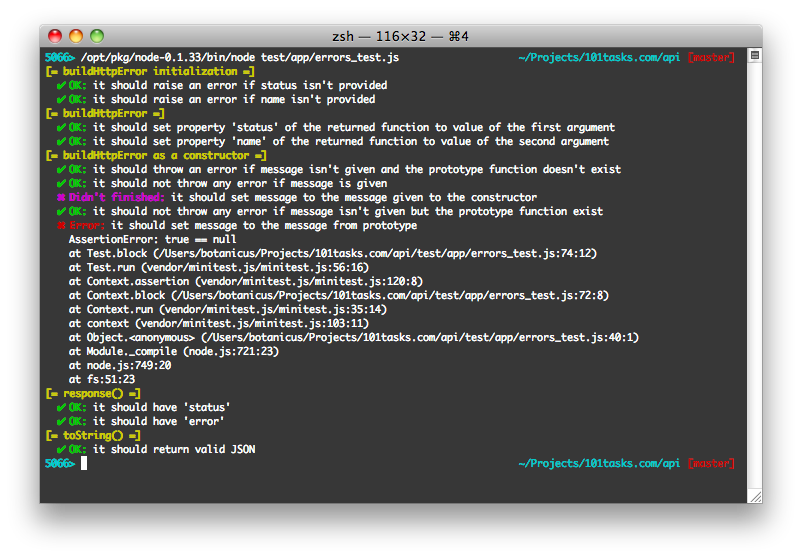 zsh — 116×32 — ⌘4
5066> /opt/pkg/node-0.1.33/bin/node test/app/errors_test.js ~/Projects/101tasks.com/api [master]
[= buildHttpError initialization =]
✔ OK: it should raise an error if status isn't provided
✔ OK: it should raise an error if name isn't provided
[= buildHttpError =]
✔ OK: it should set property 'status' of the returned function to value of the first argument
✔ OK: it should set property 'name' of the returned function to value of the second argument
[= buildHttpError as a constructor =]
✔ OK: it should throw an error if message isn't given and the prototype function doesn't exist
✔ OK: it should not throw any error if message is given
✖ Didn't finished: it should set message to the message given to the constructor
✔ OK: it should not throw any error if message isn't given but the prototype function exist
✖ Error: it should set message to the message from prototype
AssertionError: true == null
at Test.block (/Users/botanicus/Projects/101tasks.com/api/test/app/errors_test.js:74:12)
at Test.run (vendor/minitest.js/minitest.js:56:16)
at Context.assertion (vendor/minitest.js/minitest.js:120:8)
at Context.block (/Users/botanicus/Projects/101tasks.com/api/test/app/errors_test.js:72:8)
at Context.run (vendor/minitest.js/minitest.js:35:14)
at context (vendor/minitest.js/minitest.js:103:11)
at Object.<anonymous> (/Users/botanicus/Projects/101tasks.com/api/test/app/errors_test.js:40:1)
at Module._compile (node.js:721:23)
at node.js:749:20
at fs:51:23
[= response() =]
✔ OK: it should have 'status'
✔ OK: it should have 'error'
[= toString() =]
✔ OK: it should return valid JSON
5066> ~/Projects/101tasks.com/api [master]